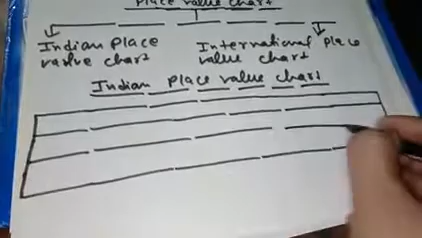 Place value chart
Indian Place
value chart
International place
value chart
Indian Place value chart